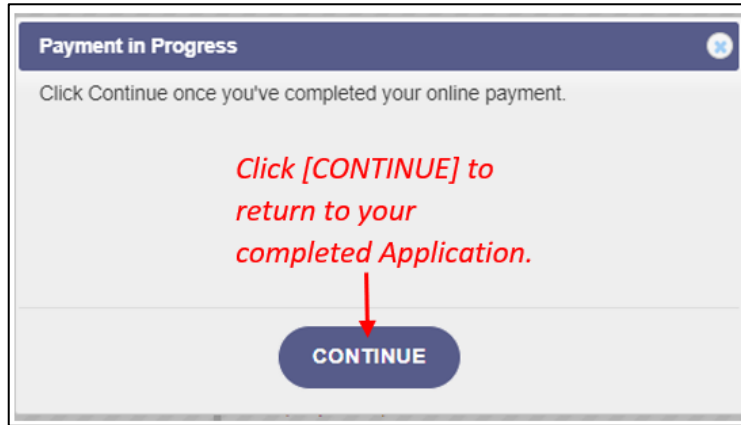 Payment in Progress
Click Continue once you've completed your online payment.
Click [CONTINUE] to
return to your
completed Application.
CONTINUE